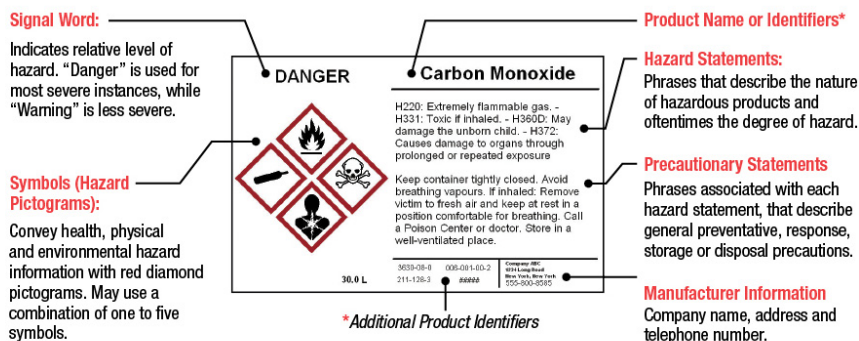 Signal Word:
Indicates relative level of
hazard. “Danger” is used for
most severe instances, while
“Warning” is less severe.
Symbols (Hazard
Pictograms):
Convey health, physical
and environmental hazard
information with red diamond
pictograms. May use a
combination of one to five
symbols.
DANGER
Carbon Monoxide
H220: Extremely flammable gas. -
H331: Toxic if inhaled. - H360D: May
damage the unborn child. - H372:
Causes damage to organs through
prolonged or repeated exposure
Keep container tightly closed. Avoid
breathing vapours. If inhaled: Remove
victim to fresh air and keep at rest in a
position comfortable for breathing. Call
a Poison Center or doctor. Store in a
well-ventilated place.
30.0 L
006-001-00-2
211-128-3 #####
Company ABC
1234 Long Road
New York, New York
555-800-8585
*Additional Product Identifiers
Product Name or Identifiers*
Hazard Statements:
Phrases that describe the nature
of hazardous products and
oftentimes the degree of hazard.
Precautionary Statements
Phrases associated with each
hazard statement, that describe
general preventative, response,
storage or disposal precautions.
Manufacturer Information
Company name, address and
telephone number.